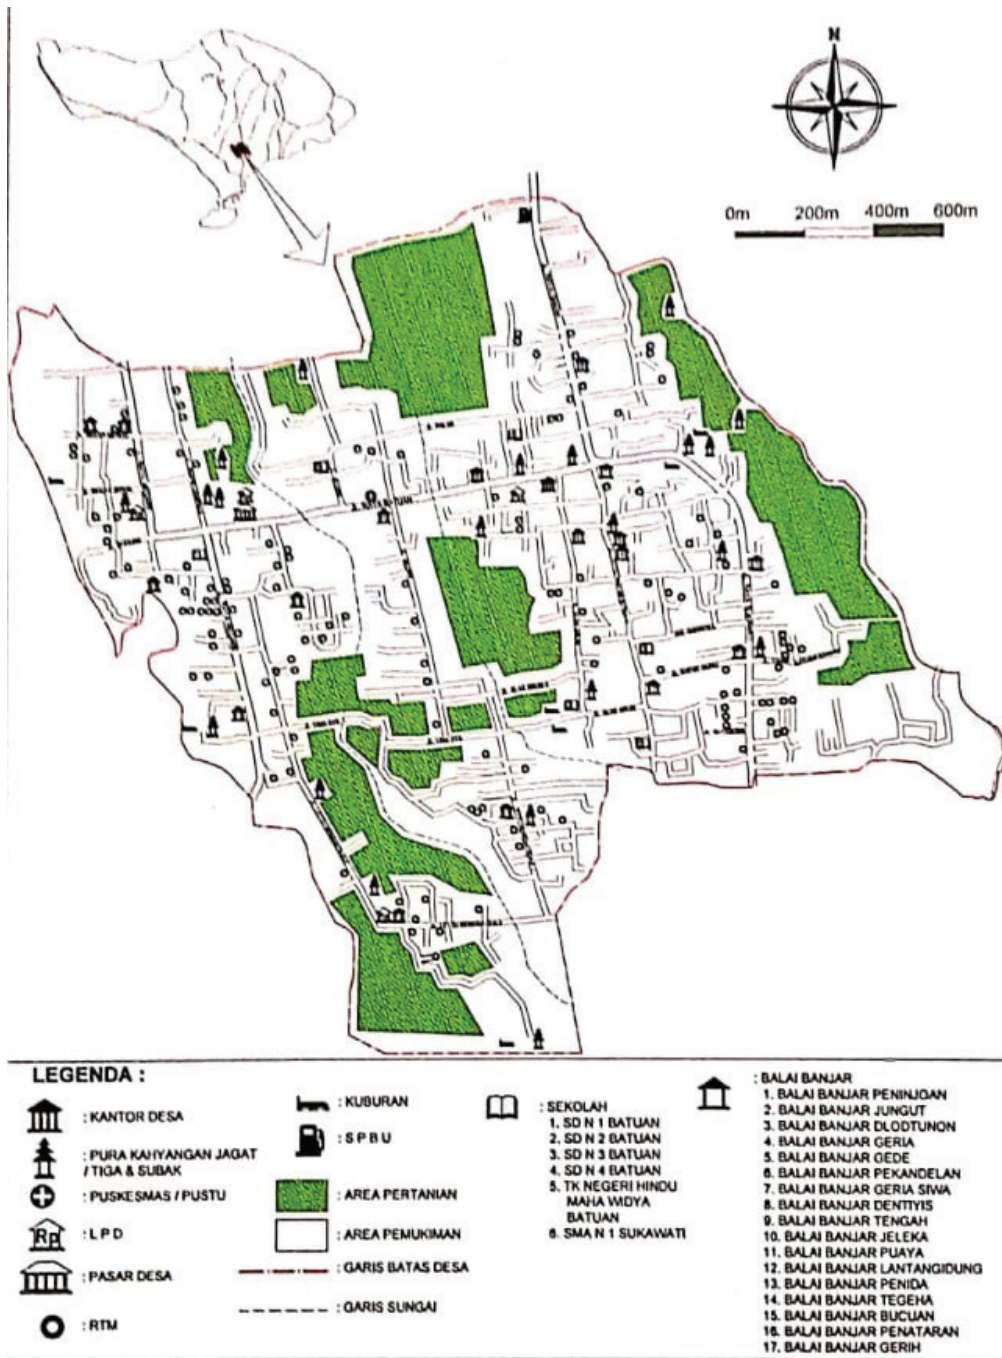 N
0m 200m 400m 600m
LEGENDA :
: KANTOR DESA
: PURA KAHYANGAN JAGAT
/ TIGA & SUBAK
: PUSKESMAS / PUSTU
Rp : L P D
: PASAR DESA
: RTM
: KUBURAN
: S P B U
: AREA PERTANIAN
: AREA PEMUKIMAN
: GARIS BATAS DESA
: GARIS SUNGAI
: SEKOLAH
1. SD N 1 BATUAN
2. SD N 2 BATUAN
3. SD N 3 BATUAN
4. SD N 4 BATUAN
5. TK NEGERI HINDU
MAHA WIDYA
BATUAN
6. SMA N 1 SUKAWATI
: BALAI BANJAR
1. BALAI BANJAR PENINJOAN
2. BALAI BANJAR JUNGUT
3. BALAI BANJAR DLODTUNON
4. BALAI BANJAR GERIA
5. BALAI BANJAR GEDE
6. BALAI BANJAR PEKANDELAN
7. BALAI BANJAR GERIA SIWA
8. BALAI BANJAR DENTIYIS
9. BALAI BANJAR TENGAH
10. BALAI BANJAR JELEKA
11. BALAI BANJAR PUAYA
12. BALAI BANJAR LANTANGIDUNG
13. BALAI BANJAR PENIDA
14. BALAI BANJAR TEGEHA
15. BALAI BANJAR BUCUAN
16. BALAI BANJAR PENATARAN
17. BALAI BANJAR GERIH